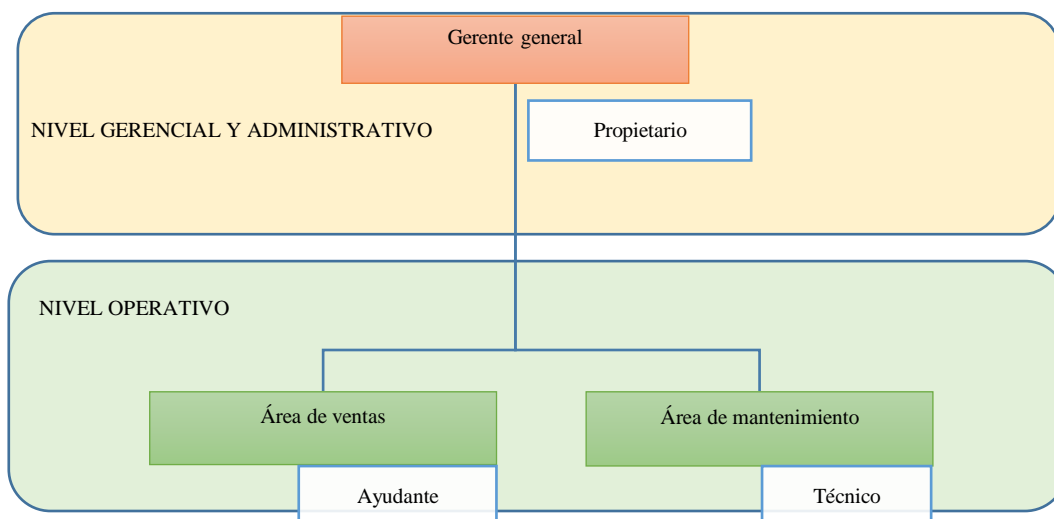 Gerente general
NIVEL GERENCIAL Y ADMINISTRATIVO
Propietario
NIVEL OPERATIVO
Área de ventas
Área de mantenimiento
Ayudante
Técnico